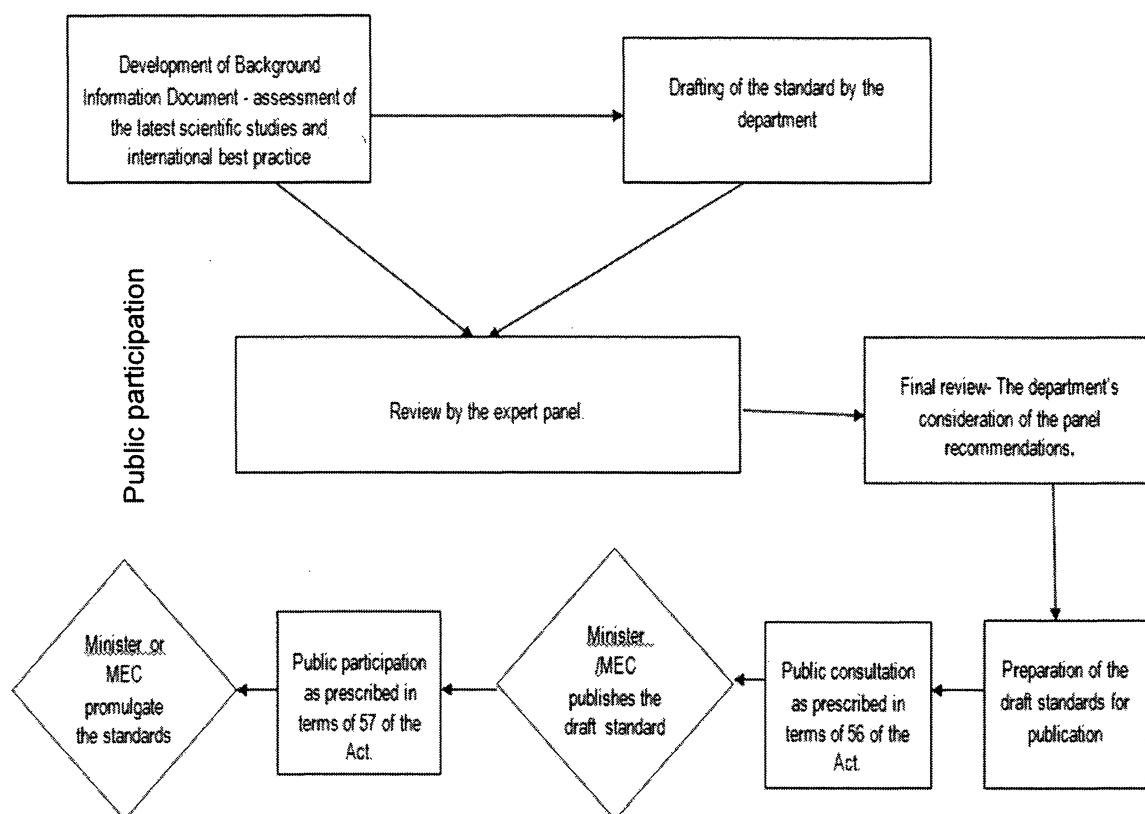 Development of Background
Information Document - assessment of
the latest scientific studies and
international best practice
Drafting of the standard by the
department
Public participation
Review by the expert panel.
Final review- The department's
consideration of the panel
recommendations.
Minister or
MEC
promulgate
the standards
Public participation
as prescribed in
terms of 57 of the
Act.
Minister
/MEC
publishes the
draft standard
Public consultation
as prescribed in
terms of 56 of the
Act.
Preparation of the
draft standards for
publication